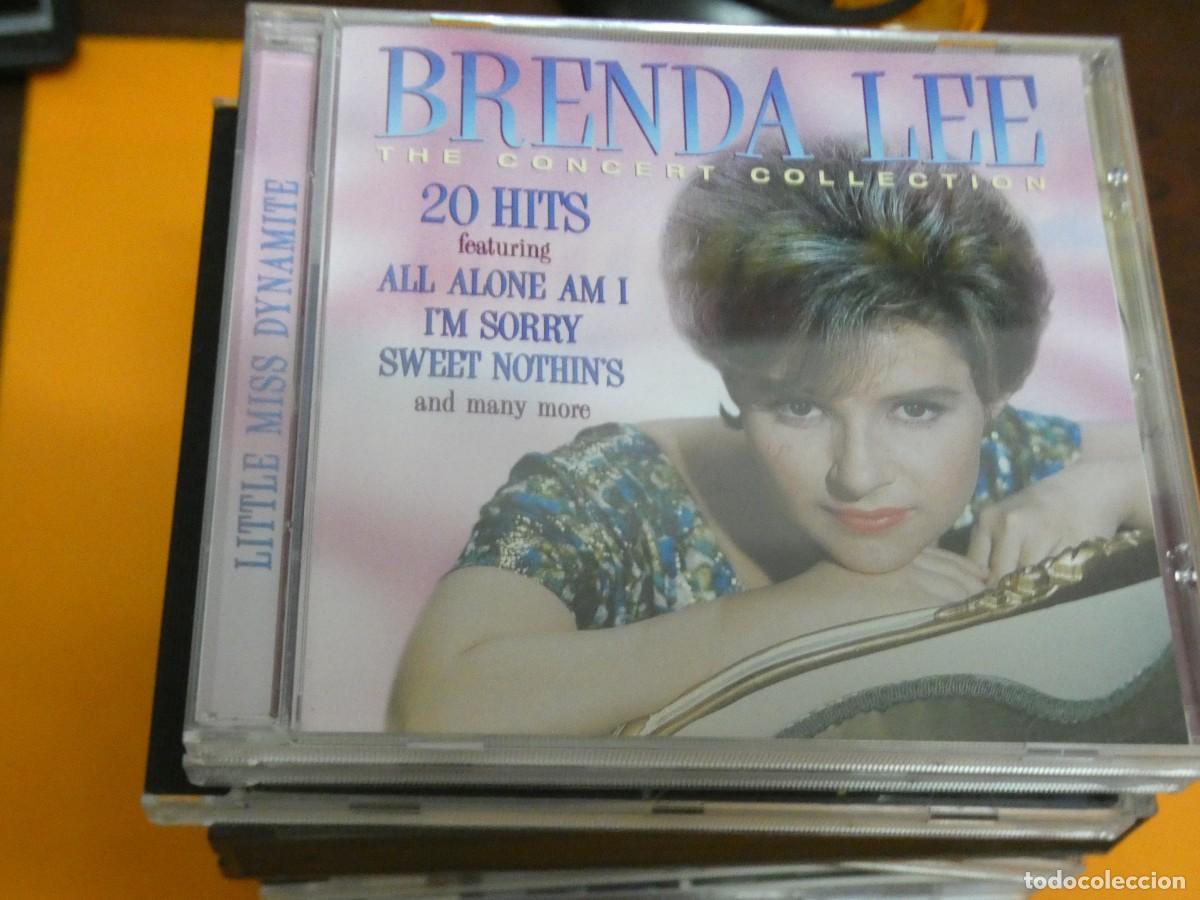 BRENDA LEE
THE CONCERT COLLECTION
20 HITS
featuring
ALL ALONE AM I
I'M SORRY
SWEET NOTHIN'S
and many more
LITTLE MISS DYNAMITE
todocoleccion